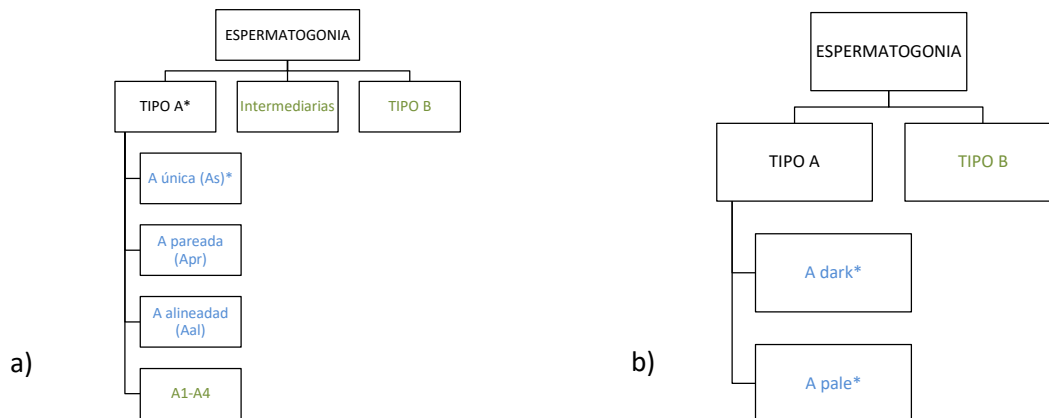 ESPERMATOGONIA
TIPO A*
Intermediarias
TIPO B
A única (As)*
A pareada
(Apr)
A alineadad
(Aal)
A1-A4
a)
ESPERMATOGONIA
TIPO A
TIPO B
A dark*
A pale*
b)